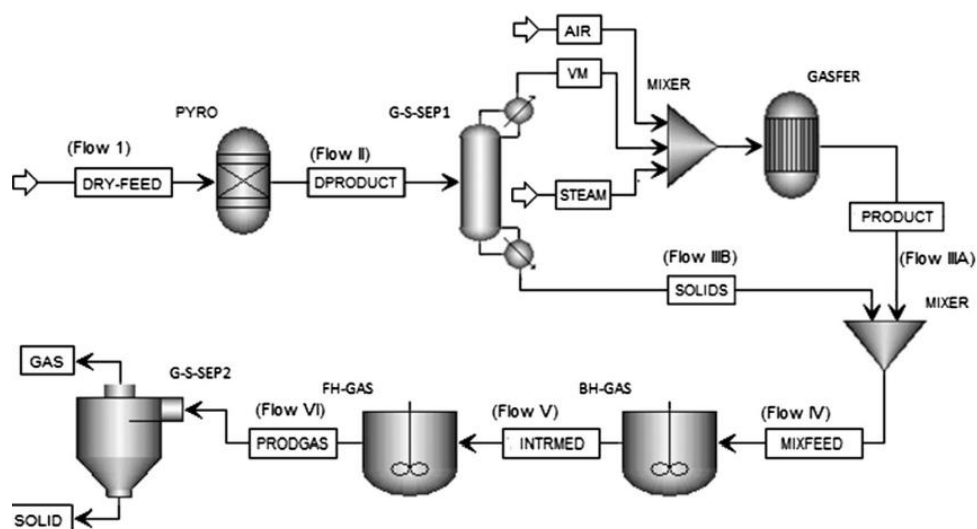 AIR
VM
MIXER
GASFER
PYRO
G-S-SEP1
(Flow 1)
(Flow II)
DRY-FEED
DPRODUCT
STEAM
PRODUCT
(Flow IIIB)
(Flow IIIA)
SOLIDS
MIXER
GAS
G-S-SEP2
FH-GAS
BH-GAS
(Flow VI)
(Flow V)
(Flow IV)
PRODGAS
INTRMED
MIXFEED
SOLID